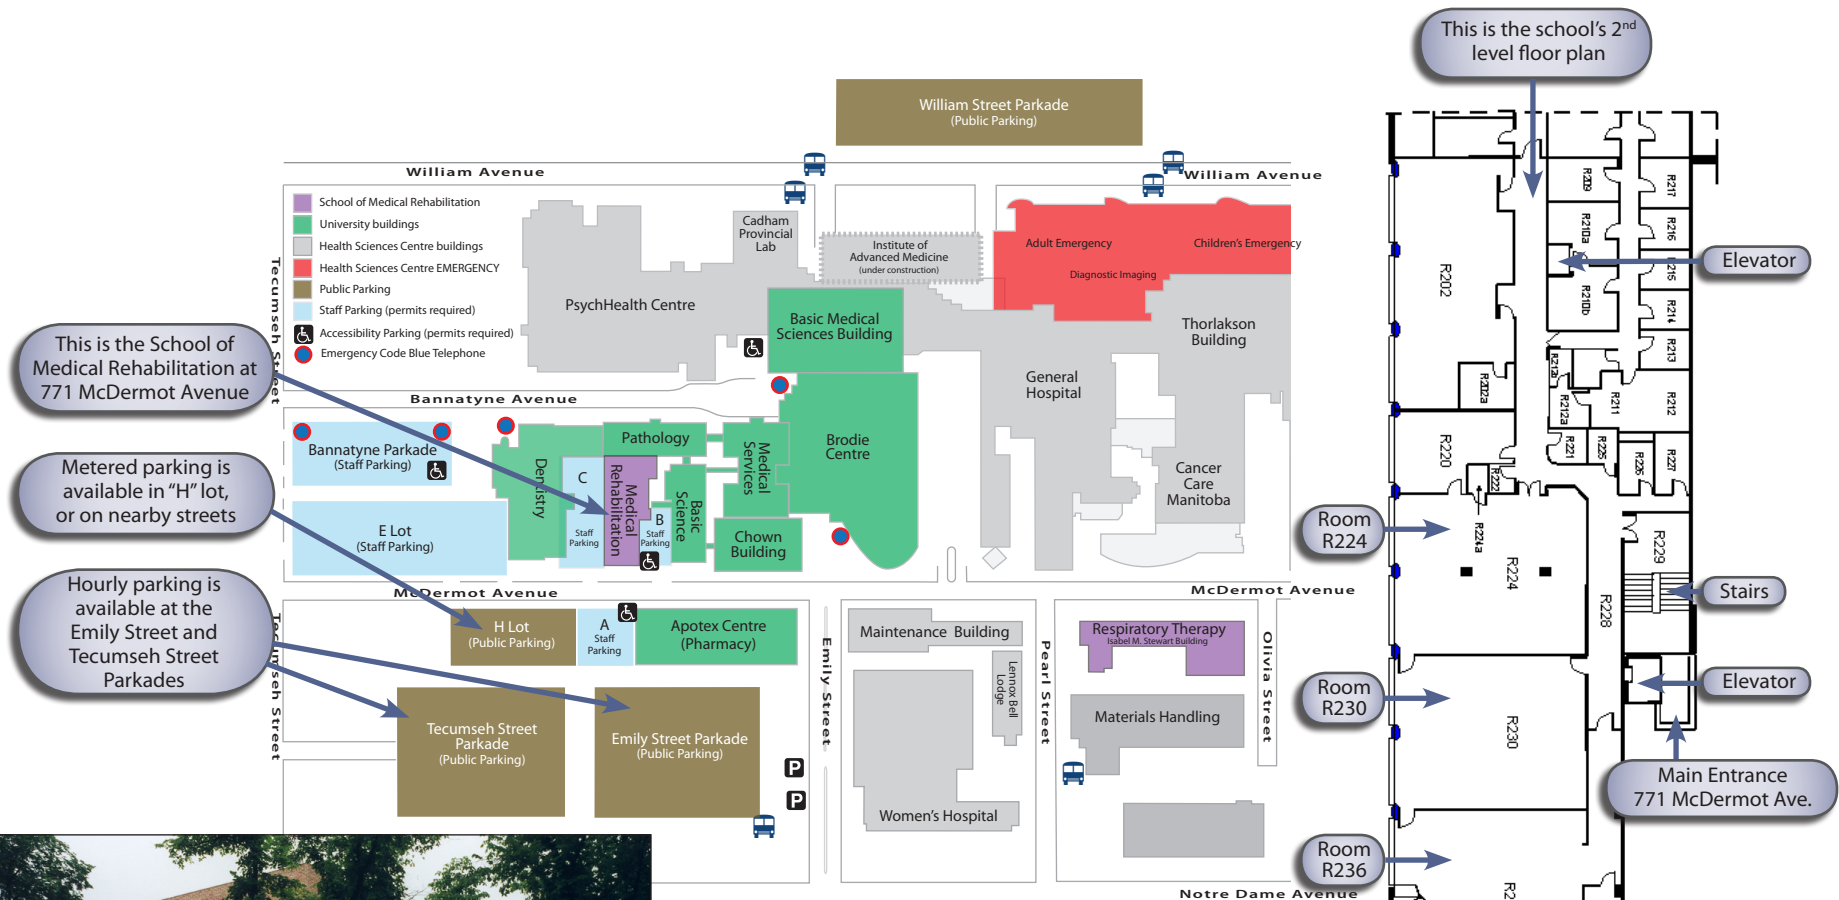 This is the school's 2nd
level floor plan
William Street Parkade
(Public Parking)
William Avenue
William Avenue
School of Medical Rehabilitation
University buildings
Health Sciences Centre buildings
Health Sciences Centre EMERGENCY
Public Parking
Staff Parking (permits required)
Accessibility Parking (permits required)
Emergency Code Blue Telephone
Tecumseh Street
Cadham
Provincial
Lab
Institute of
Advanced Medicine
(under construction)
Adult Emergency
Children's Emergency
Diagnostic Imaging
PsychHealth Centre
Basic Medical
Sciences Building
Thorlakson
Building
General
Hospital
This is the School of
Medical Rehabilitation at
771 McDermot Avenue
Bannatyne Avenue
Bannatyne Parkade
(Staff Parking)
Pathology
Medical
Services
Brodie
Centre
Dentistry
C
Staff
Parking
Medical
Rehabilitation
B
Staff
Parking
Basic
Science
Chown
Building
Cancer
Care
Manitoba
Metered parking is
available in "H" lot,
or on nearby streets
E Lot
(Staff Parking)
McDermot Avenue
McDermot Avenue
Hourly parking is
available at the
Emily Street and
Tecumseh Street
Parkades
Tecumseh Street
H Lot
(Public Parking)
A
Staff
Parking
Apotex Centre
(Pharmacy)
Emily Street
Maintenance Building
Lennox Bell
Lodge
Pearl Street
Respiratory Therapy
Isabel M. Stewart Building
Olivia Street
Materials Handling
Tecumseh Street
Parkade
(Public Parking)
Emily Street Parkade
(Public Parking)
P
P
Women's Hospital
Notre Dame Avenue
R202
R209
R217
R210a
R216
Elevator
R215
R210b
R214
R213
R202a
R212b
R212a
R211
R212
R220
R221
R225
R226
R227
R222
Room
R224
R224a
R224
R229
Stairs
R228
Room
R230
R230
Elevator
Main Entrance
771 McDermot Ave.
Room
R236